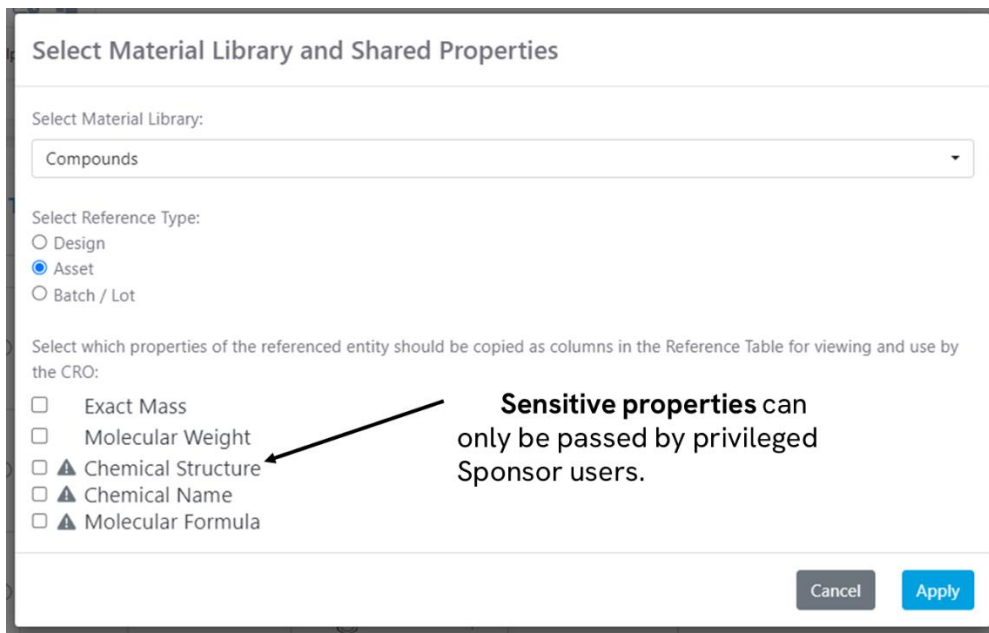 Select Material Library and Shared Properties
Select Material Library:
Compounds
Select Reference Type:
Design
Asset
Batch / Lot
Select which properties of the referenced entity should be copied as columns in the Reference Table for viewing and use by
the CRO:
Exact Mass
Molecular Weight
Chemical Structure
Chemical Name
Molecular Formula
Sensitive properties can
only be passed by privileged
Sponsor users.
Cancel
Apply